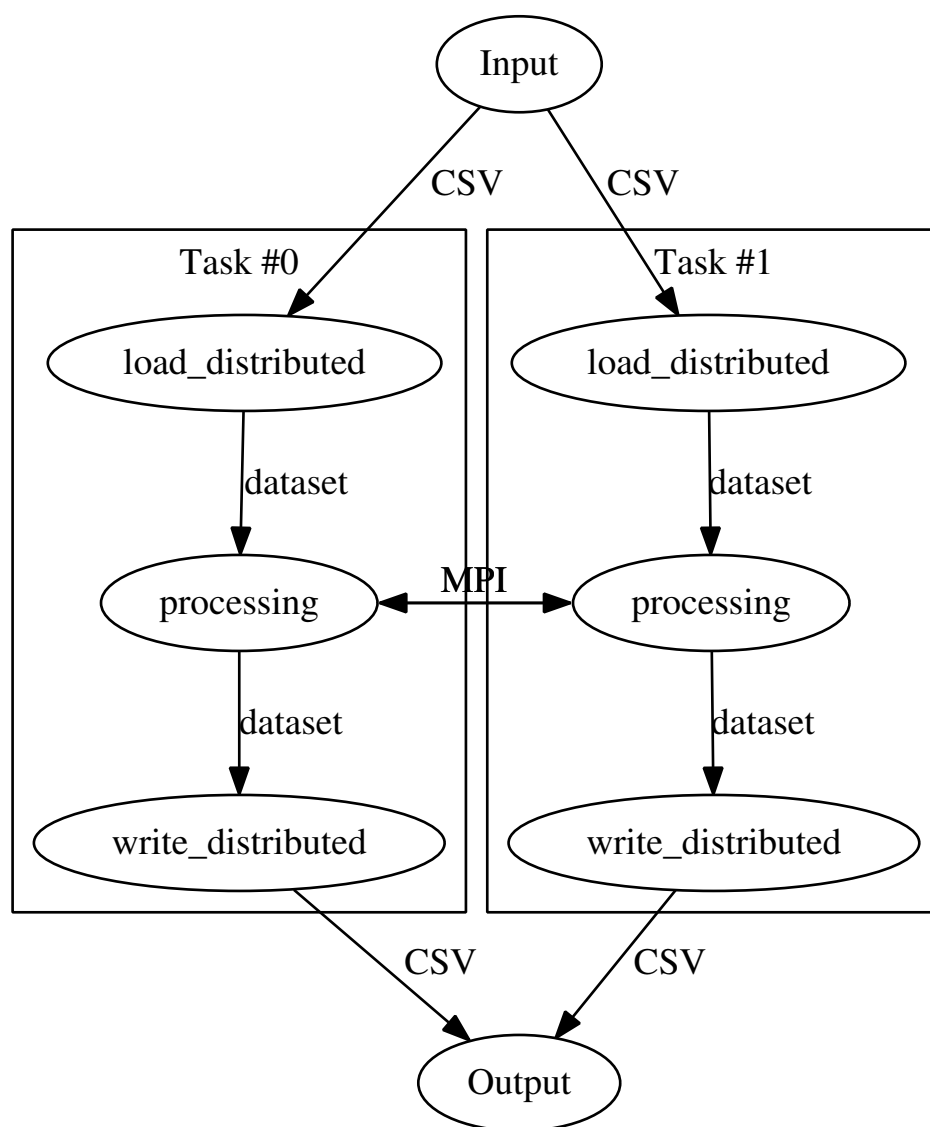 Input
CSV
CSV
Task #0
Task #1
load_distributed
load_distributed
dataset
dataset
MPI
processing
processing
dataset
dataset
write_distributed
write_distributed
CSV
CSV
Output